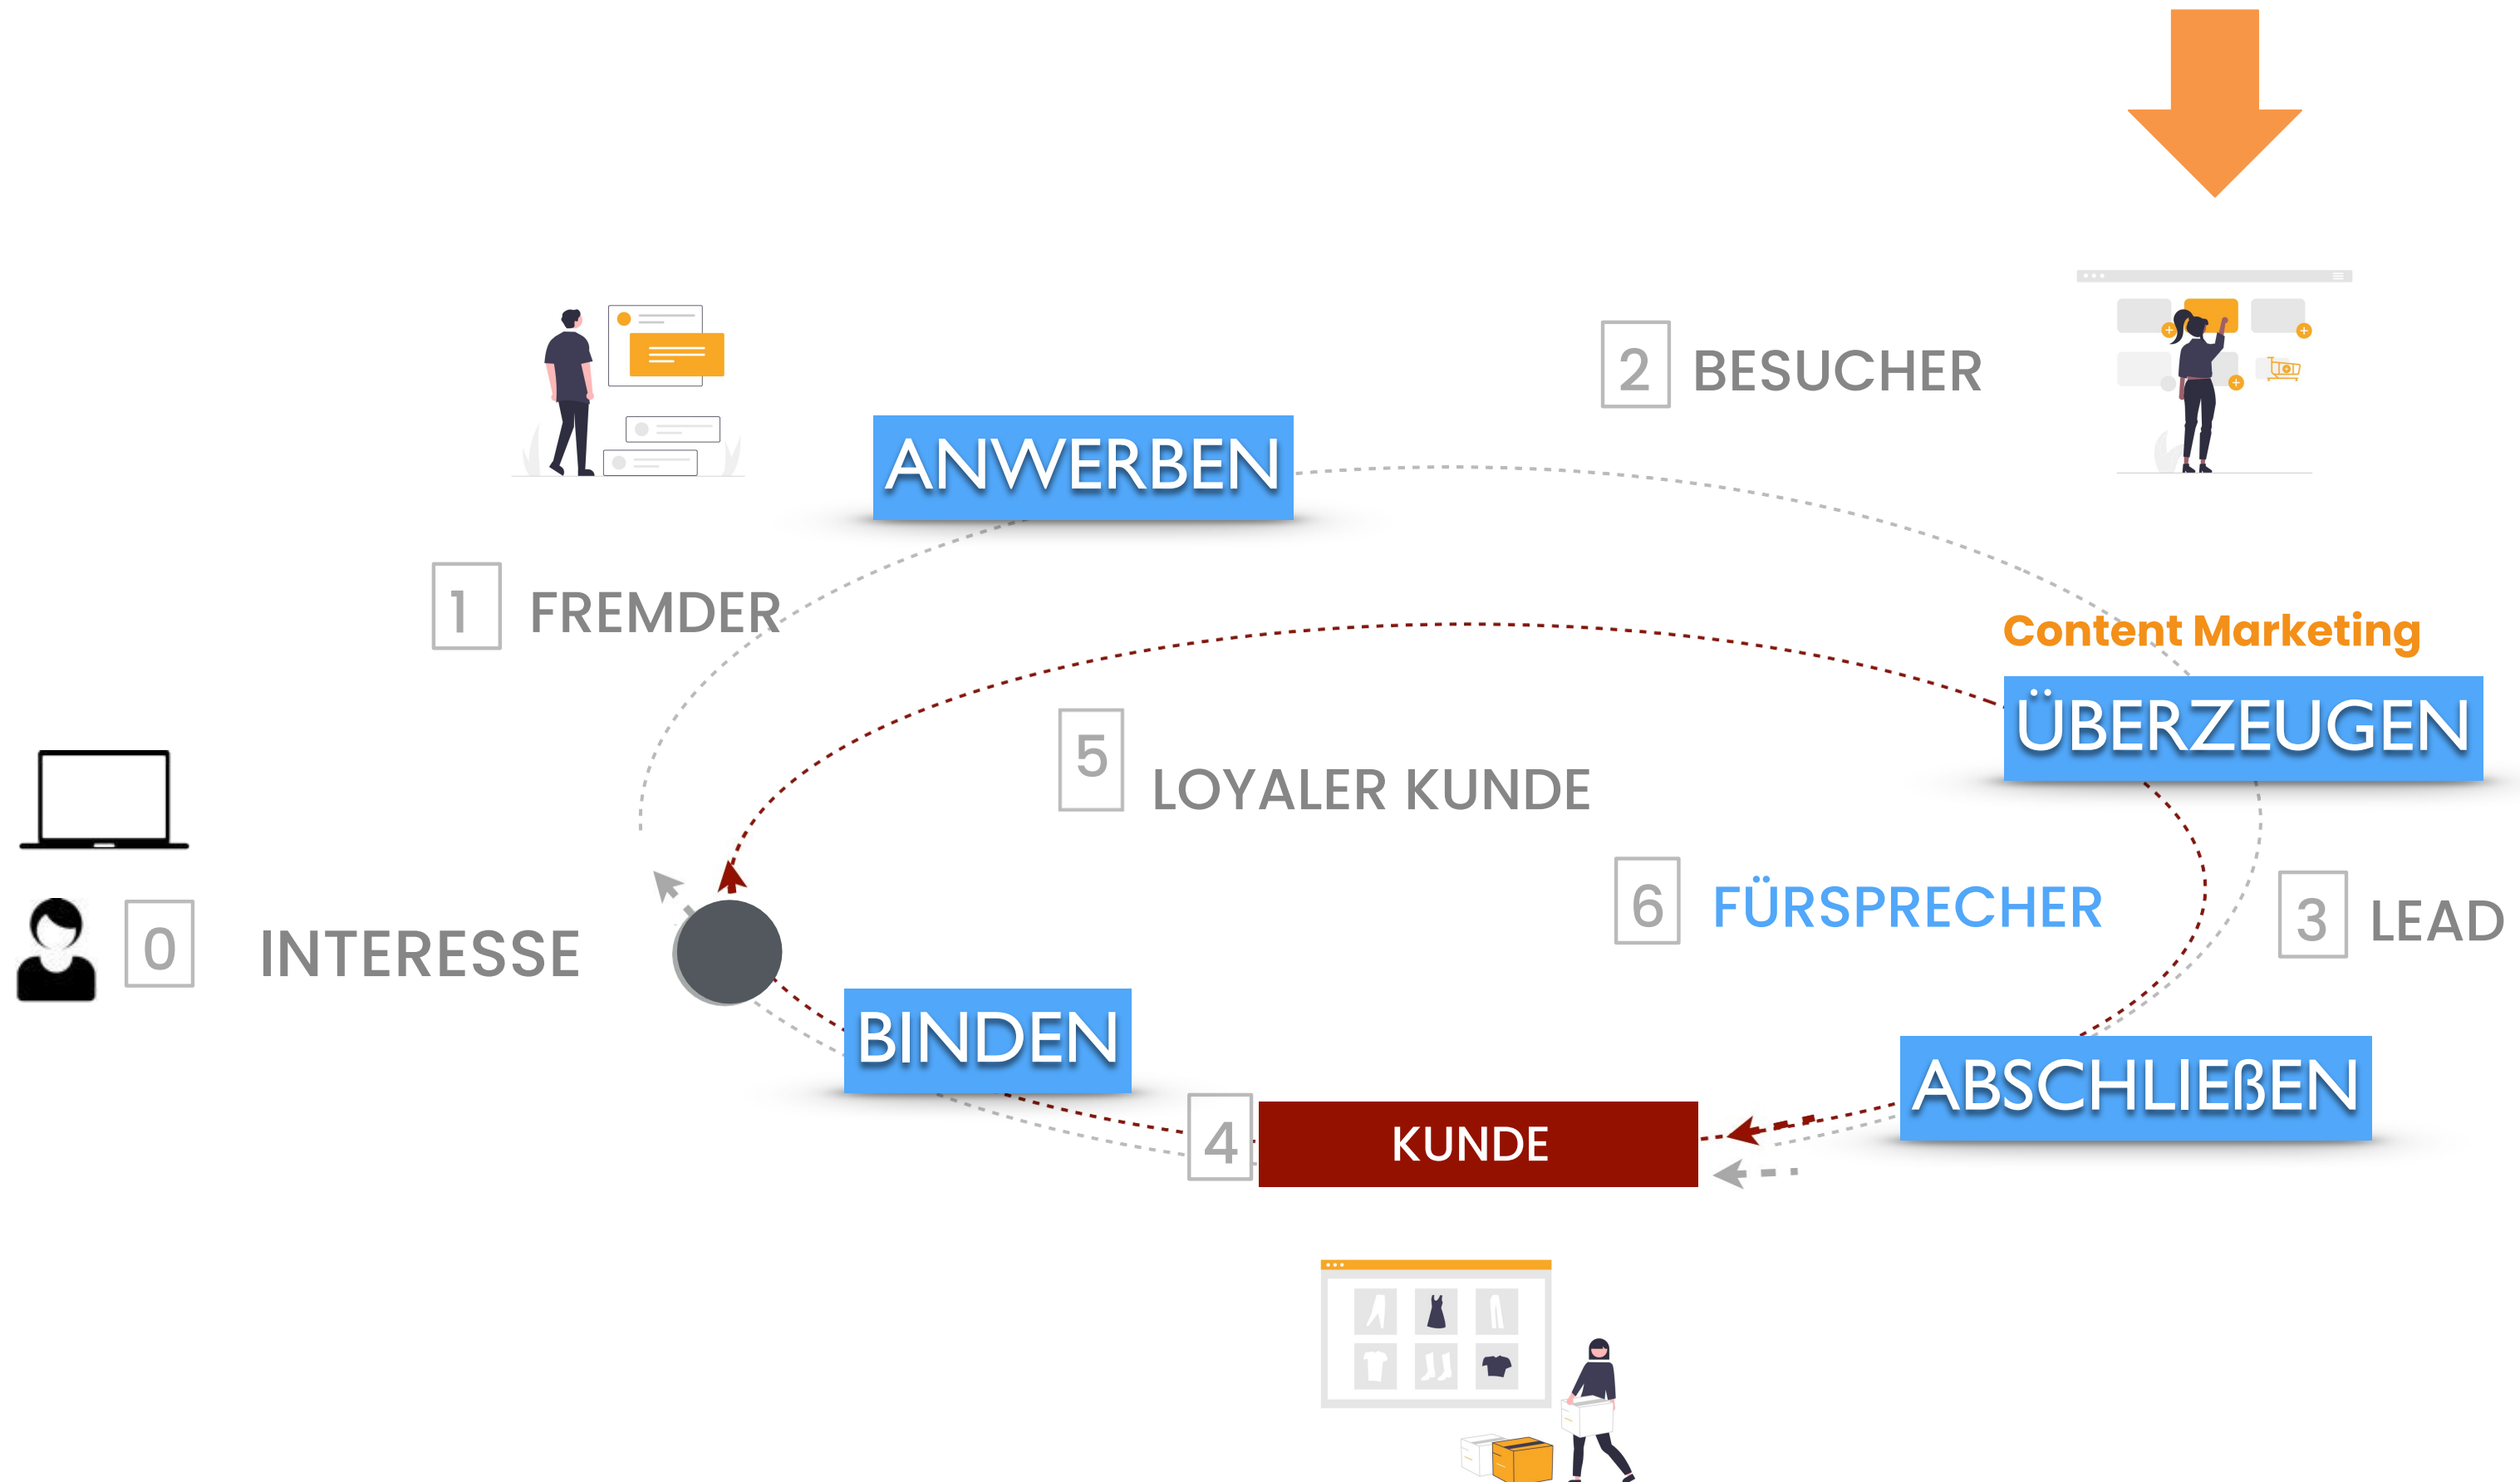 2 BESUCHER
ANWERBEN
1 FREMDER
Content Marketing
ÜBERZEUGEN
5 LOYALER KUNDE
6 FÜRSPRECHER
3 LEAD
0 INTERESSE
BINDEN
ABSCHLIEßEN
4 KUNDE